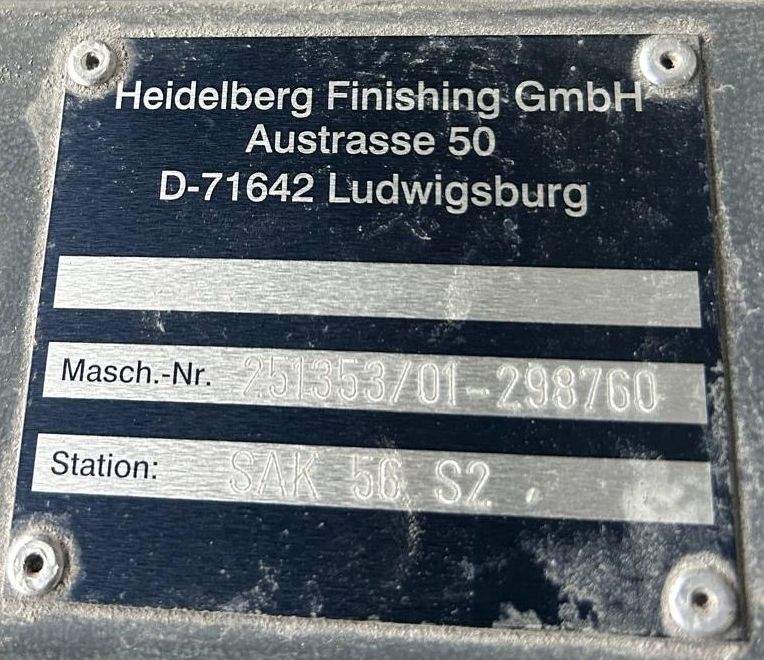 Heidelberg Finishing GmbH
Austrasse 50
D-71642 Ludwigsburg
Masch.-Nr. 251353/01-298760
Station: SAK 56 S2